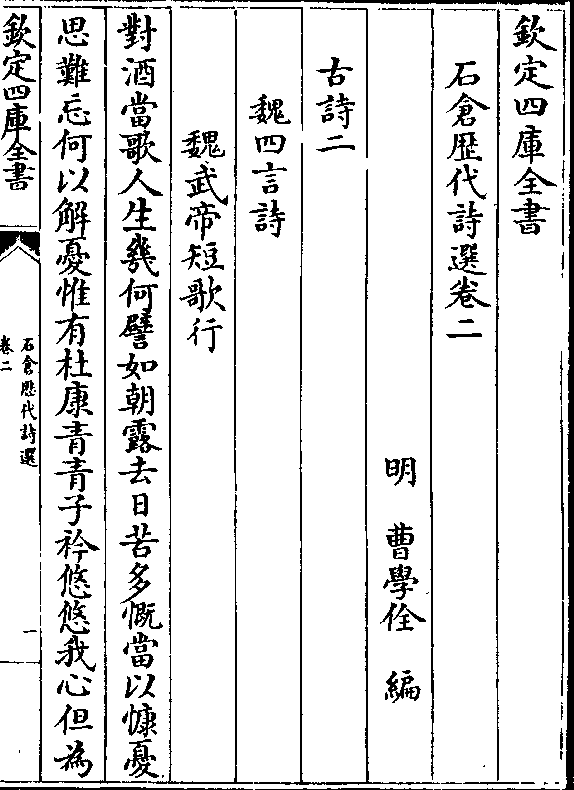 欽定四庫全書
石倉歴代詩選卷二
明 曹學佺 編
古詩二
魏四言詩
魏武帝短歌行
對酒當歌人生幾何譬如朝露去日苦多慨當以慷憂
思難忘何以解憂惟有杜康青青子衿悠悠我心但為
欽定四庫全書
石倉歴代詩選
卷二
一